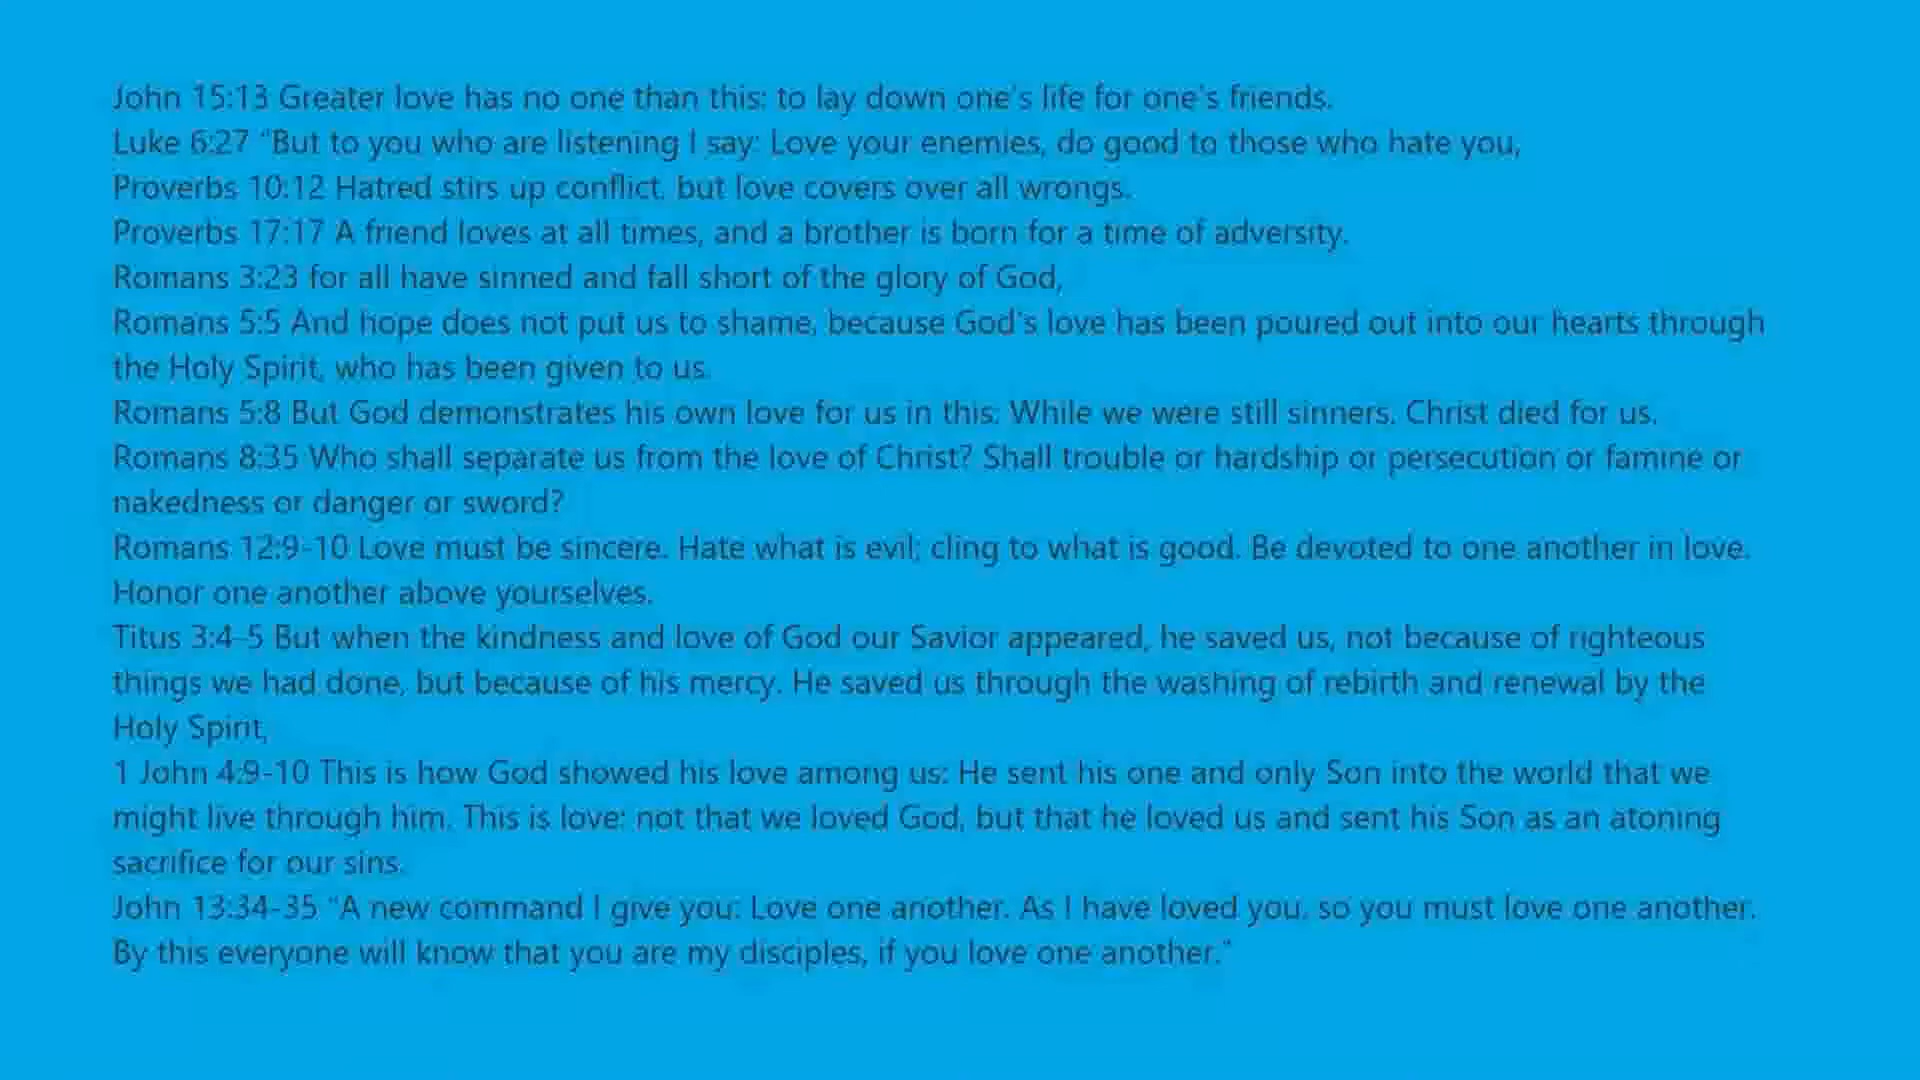 John 15:13 Greater love has no one than this: to lay down one's life for one's friends.
Luke 6:27 “But to you who are listening I say: Love your enemies, do good to those who hate you,
Proverbs 10:12 Hatred stirs up conflict, but love covers over all wrongs.
Proverbs 17:17 A friend loves at all times, and a brother is born for a time of adversity.
Romans 3:23 for all have sinned and fall short of the glory of God,
Romans 5:5 And hope does not put us to shame, because God's love has been poured out into our hearts through
the Holy Spirit, who has been given to us.
Romans 5:8 But God demonstrates his own love for us in this: While we were still sinners, Christ died for us.
Romans 8:35 Who shall separate us from the love of Christ? Shall trouble or hardship or persecution or famine or
nakedness or danger or sword?
Romans 12:9-10 Love must be sincere. Hate what is evil; cling to what is good. Be devoted to one another in love.
Honor one another above yourselves.
Titus 3:4-5 But when the kindness and love of God our Savior appeared, he saved us, not because of righteous
things we had done, but because of his mercy. He saved us through the washing of rebirth and renewal by the
Holy Spirit,
1 John 4:9-10 This is how God showed his love among us: He sent his one and only Son into the world that we
might live through him. This is love: not that we loved God, but that he loved us and sent his Son as an atoning
sacrifice for our sins.
John 13:34-35 “A new command I give you: Love one another. As I have loved you, so you must love one another.
By this everyone will know that you are my disciples, if you love one another.”